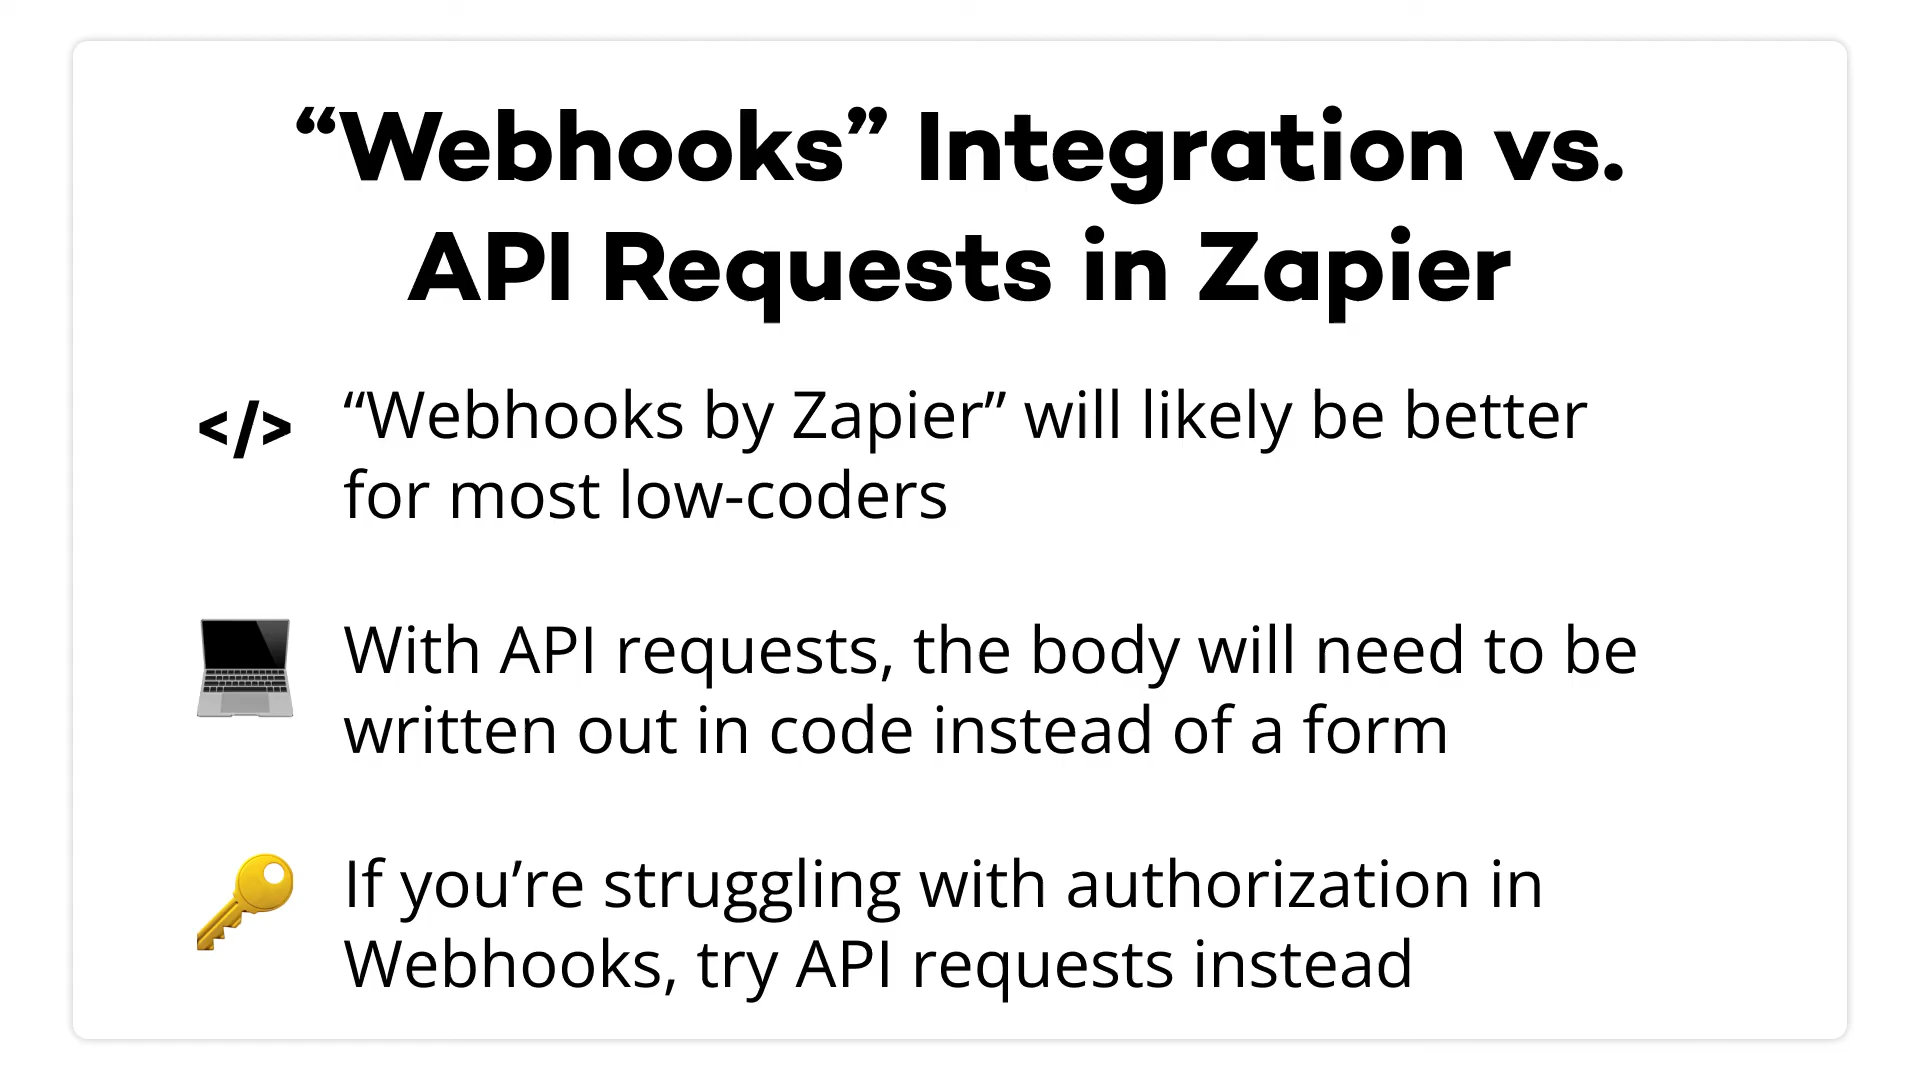 “Webhooks” Integration vs.
API Requests in Zapier
</> “Webhooks by Zapier” will likely be better
for most low-coders
With API requests, the body will need to be
written out in code instead of a form
If you’re struggling with authorization in
Webhooks, try API requests instead